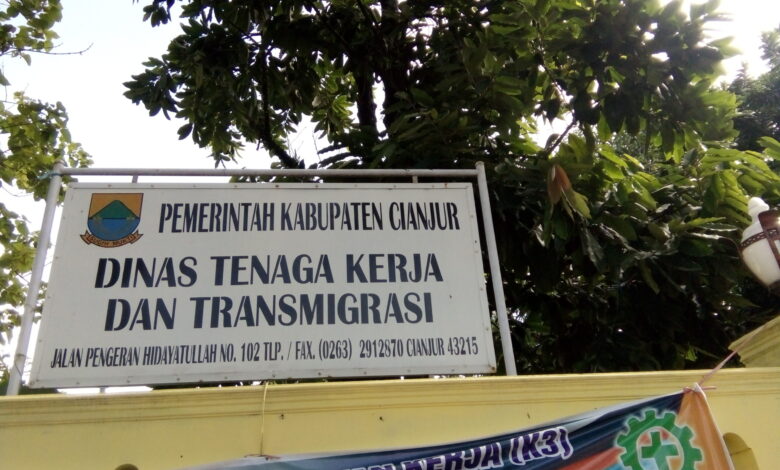 PEMERINTAH KABUPATEN CIANJUR
DINAS TENAGA KERJA
DAN TRANSMIGRASI
JALAN PENGERAN HIDAYATULLAH NO. 102 TLP. / FAX. (0263) 2912870 CIANJUR 43215
KERJA (K3)